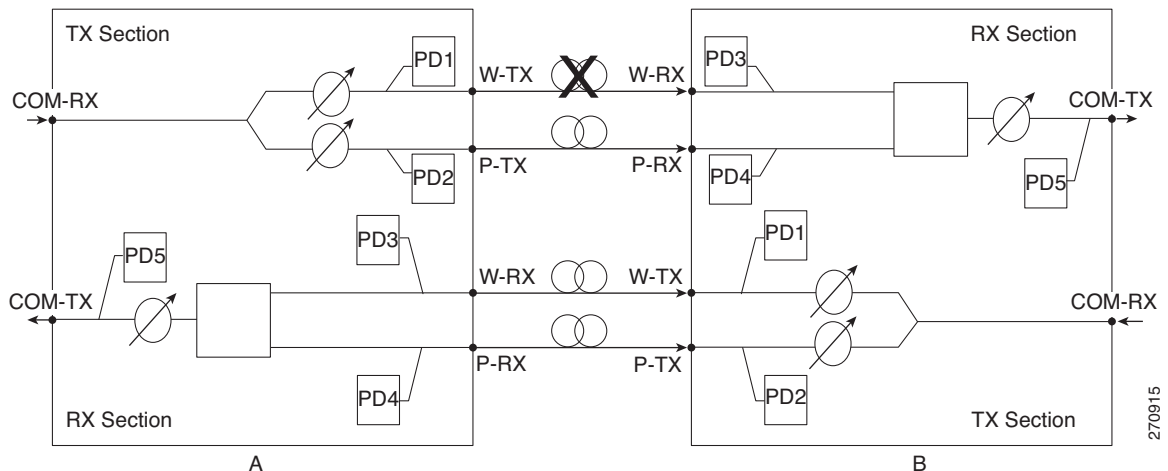 TX Section
PD1
W-TX
W-RX
PD3
RX Section
COM-RX
COM-TX
PD2
P-TX
P-RX
PD4
PD5
PD5
PD3
W-RX
W-TX
PD1
COM-TX
COM-RX
PD4
P-RX
P-TX
PD2
RX Section
TX Section
A
B
270915